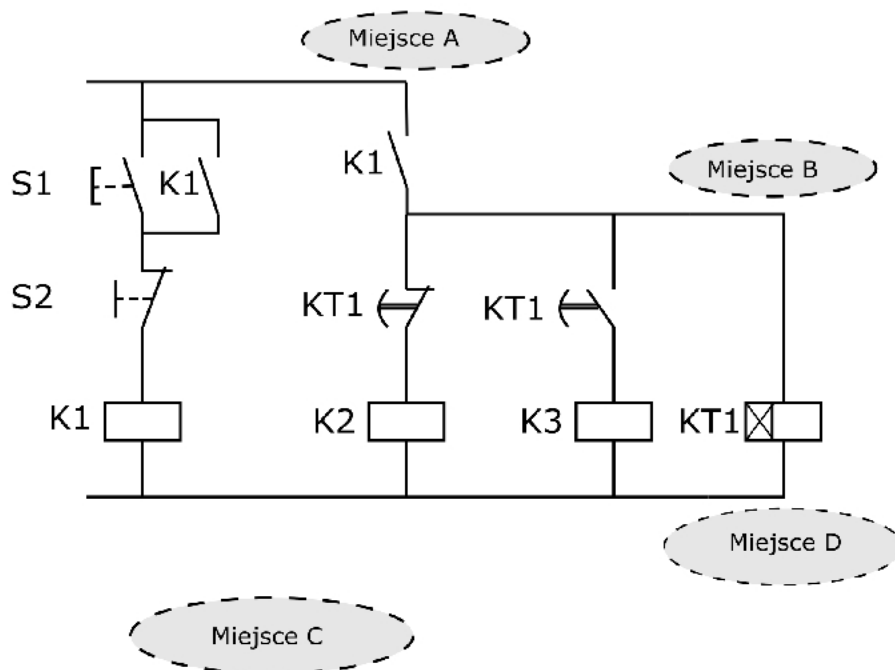 Miejsce A
Miejsce B
S1
K1
K1
S2
KT1
KT1
K1
K2
K3
KT1
Miejsce D
Miejsce C